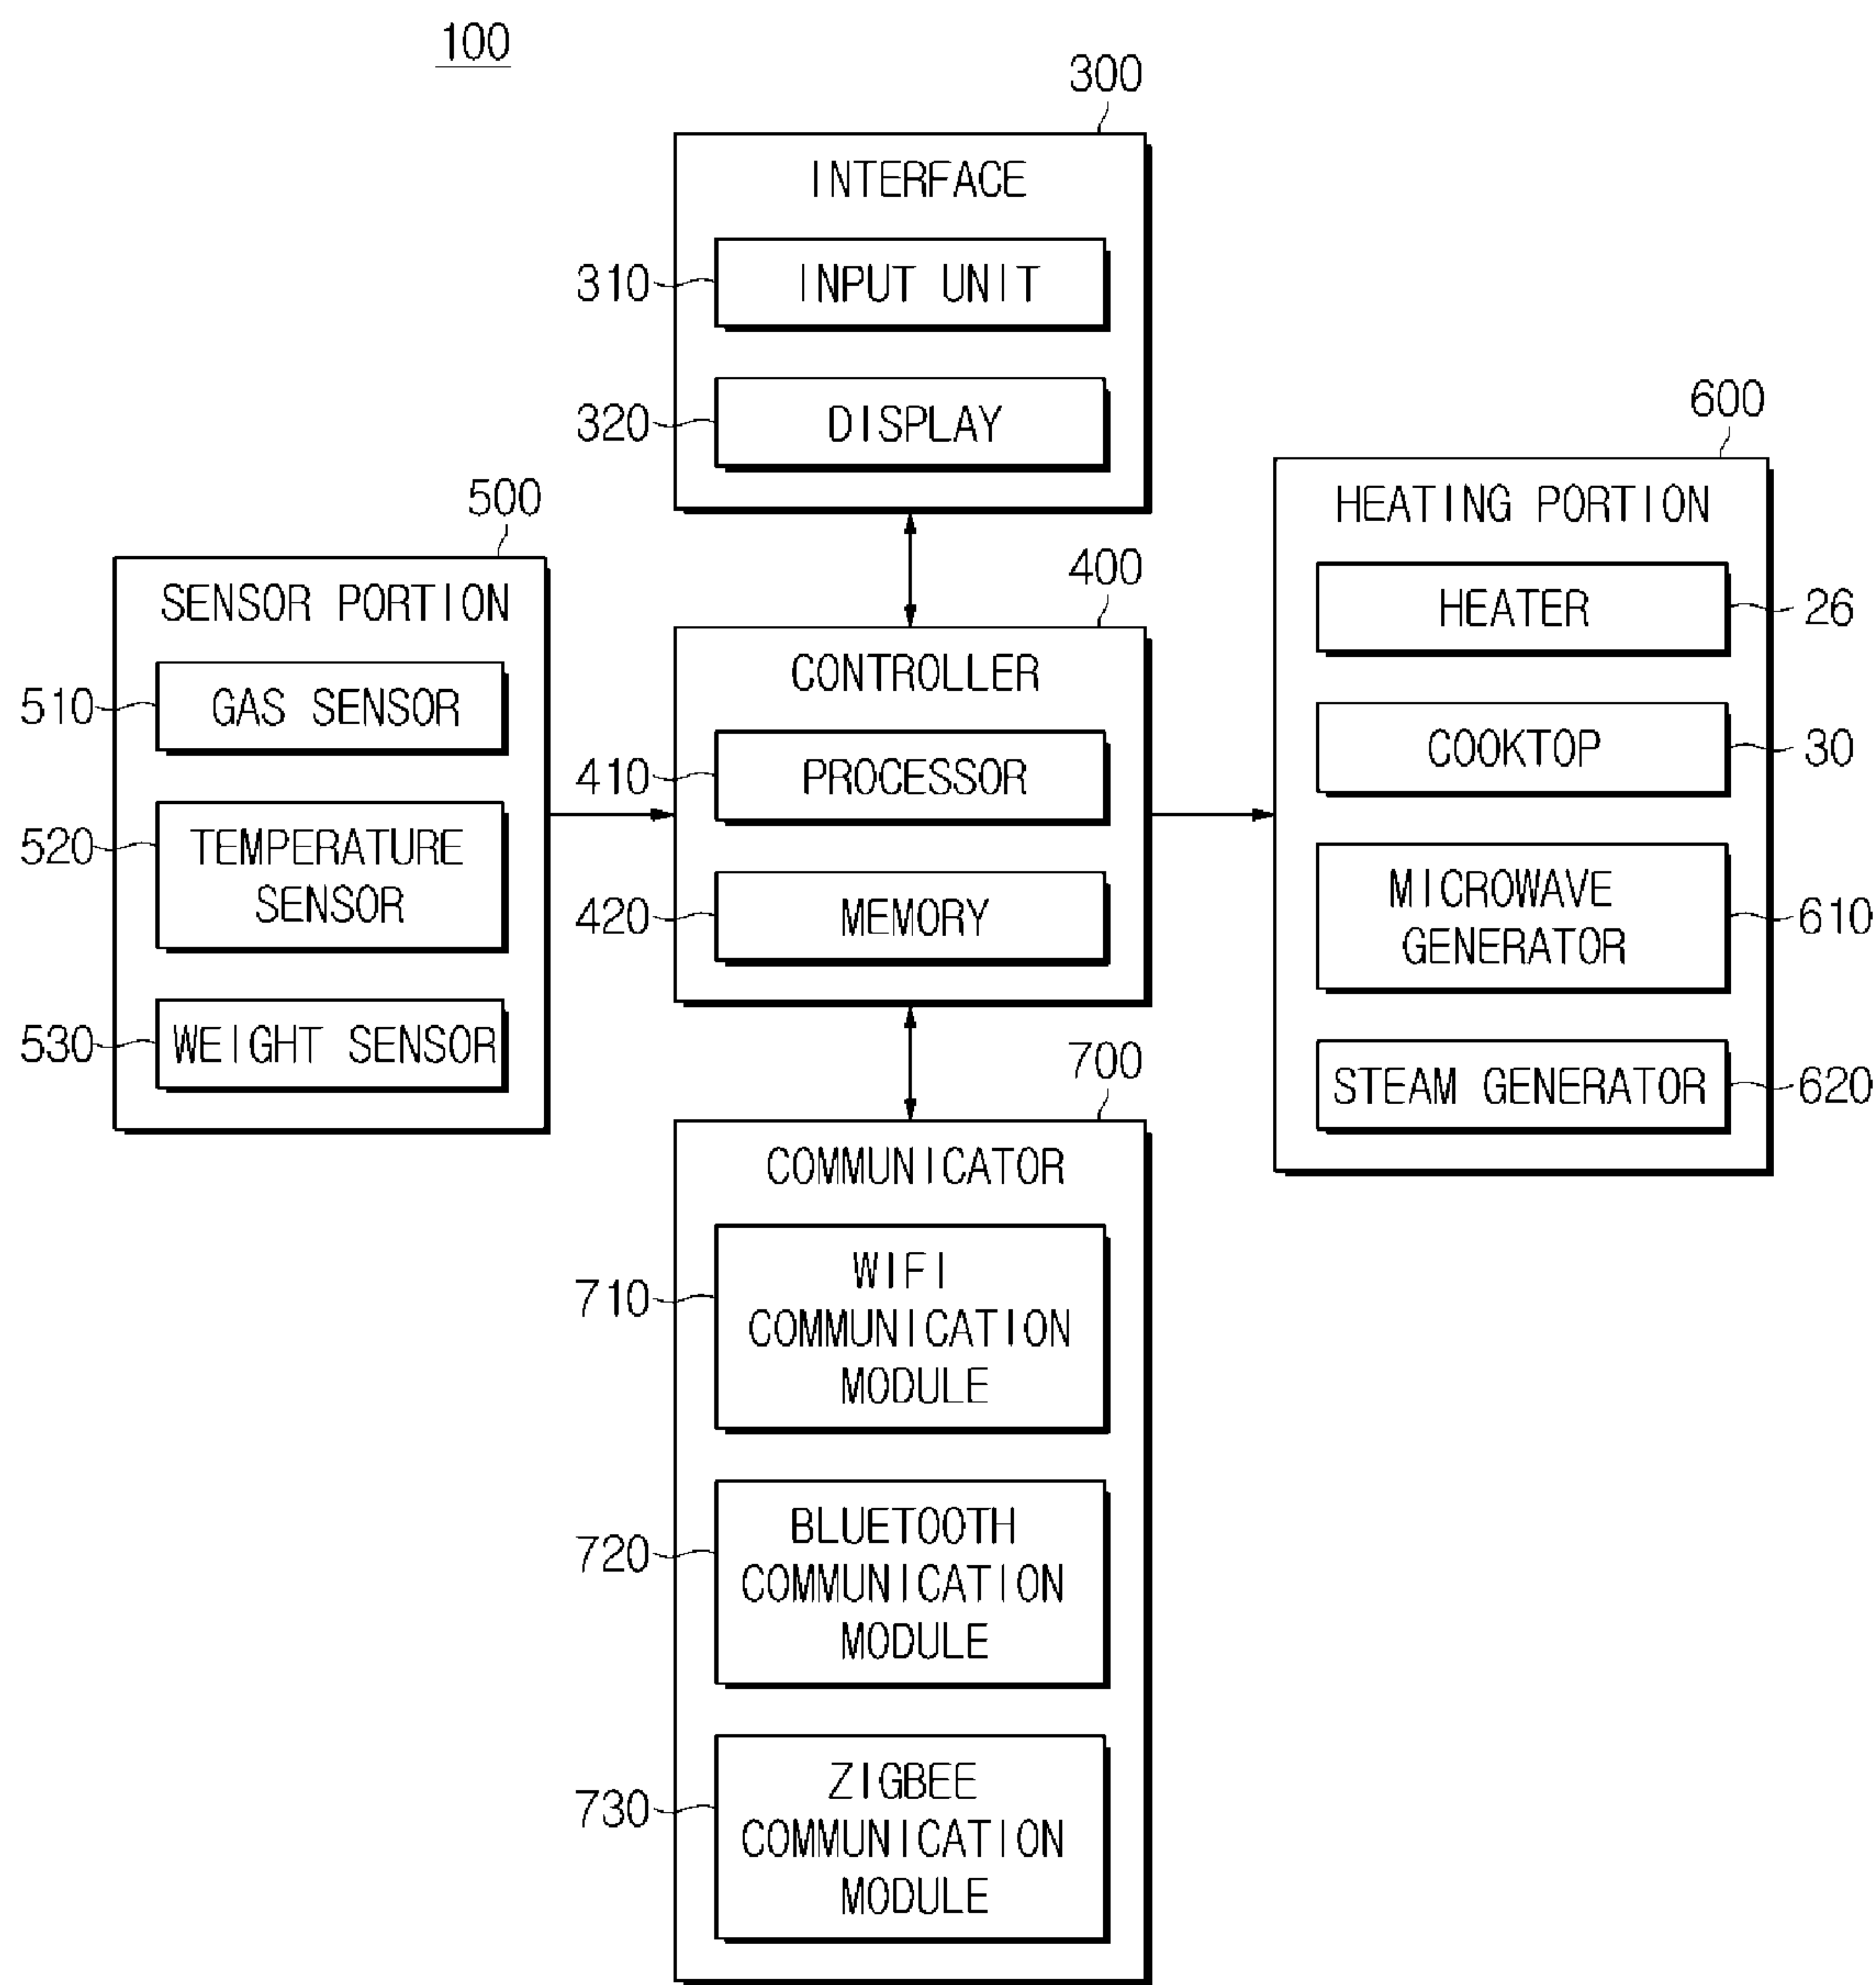 100
300
INTERFACE
310
INPUT UNIT
320
DISPLAY
500
SENSOR PORTION
510
GAS SENSOR
520
TEMPERATURE
SENSOR
530
WEIGHT SENSOR
400
CONTROLLER
410
PROCESSOR
420
MEMORY
600
HEATING PORTION
HEATER
26
COOKTOP
30
MICROWAVE
GENERATOR
610
STEAM GENERATOR
620
700
COMMUNICATOR
710
WIFI
COMMUNICATION
MODULE
720
BLUETOOTH
COMMUNICATION
MODULE
730
ZIGBEE
COMMUNICATION
MODULE